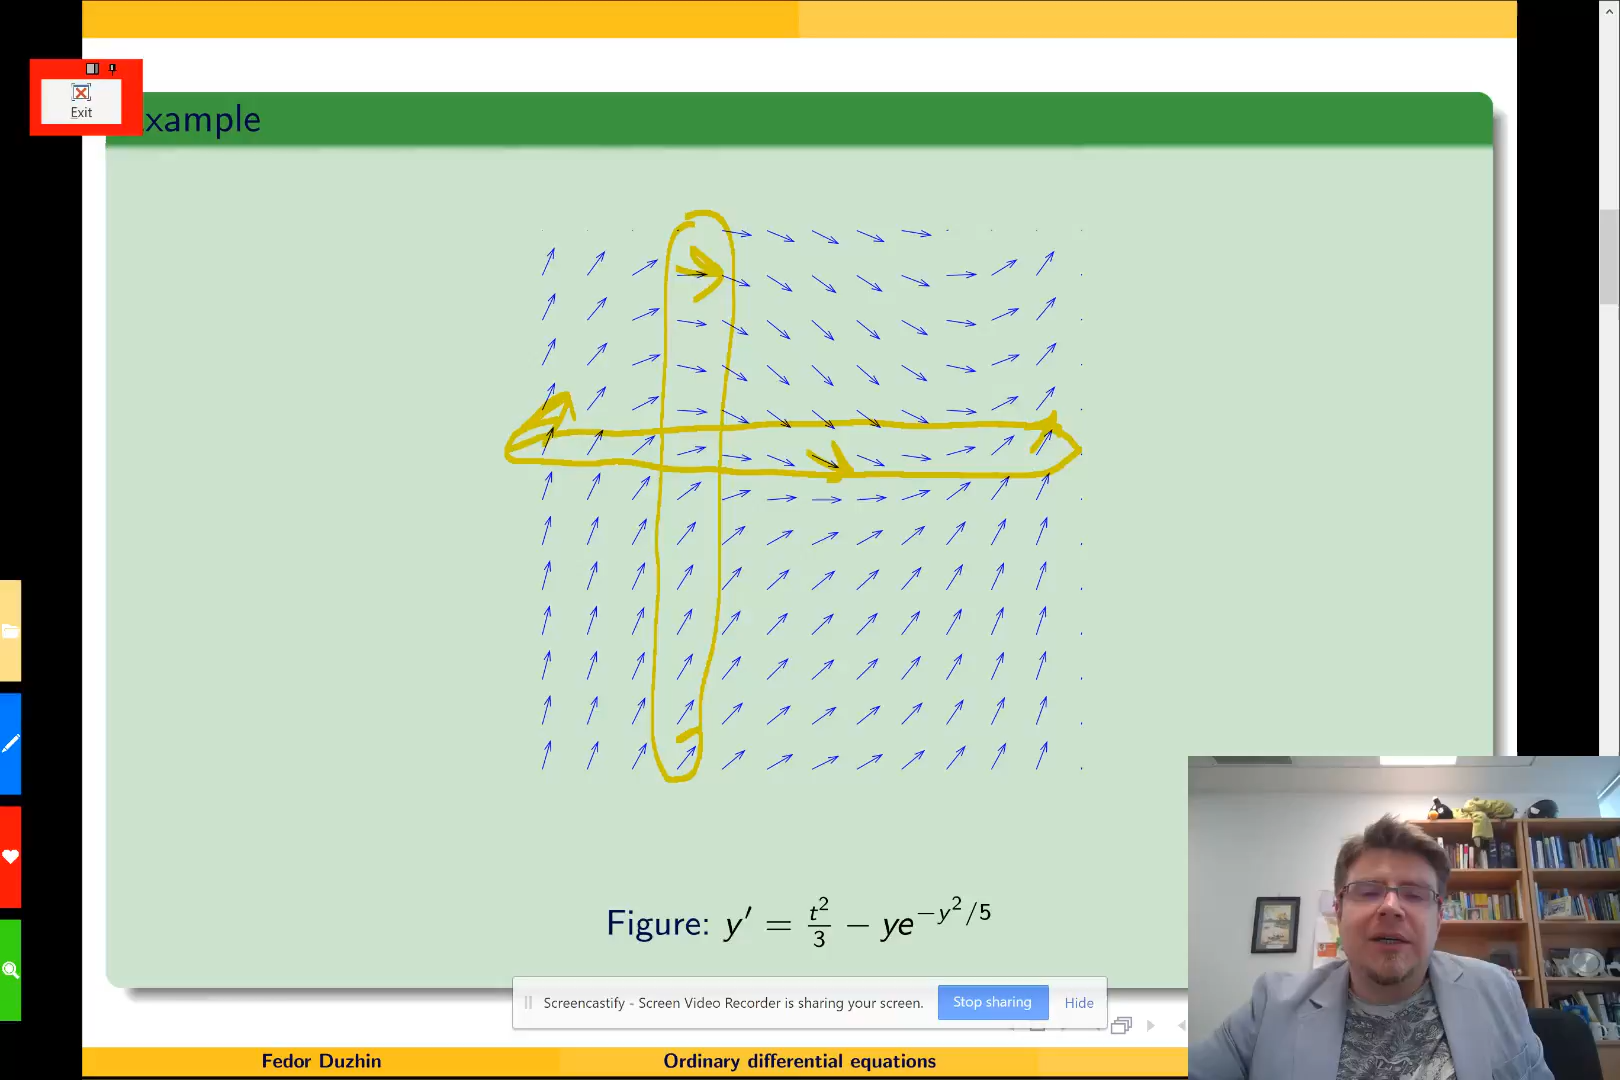 Exit
xample
Figure: y′ = t²/3 − ye^{−y²/5}
Screencastify - Screen Video Recorder is sharing your screen. Stop sharing Hide
Fedor Duzhin Ordinary differential equations